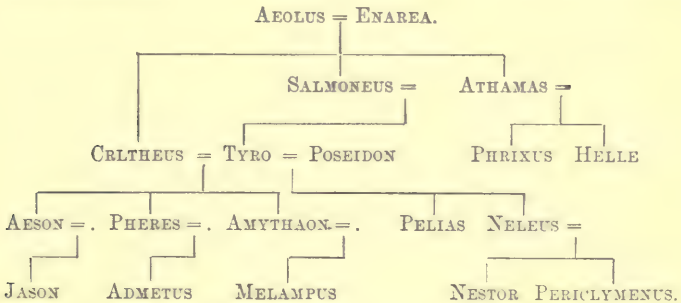 AEOLUS = ENAREA.
SALMONEUS = ATHAMAS =
CRLTHEUS = TYRO = POSEIDON PHRIXUS HELLE
AESON = . PHERES = . AMYTHAON = . PELIAS NELEUS =
JASON ADMETUS MELAMPUS NESTOR PERICLYMENUS.